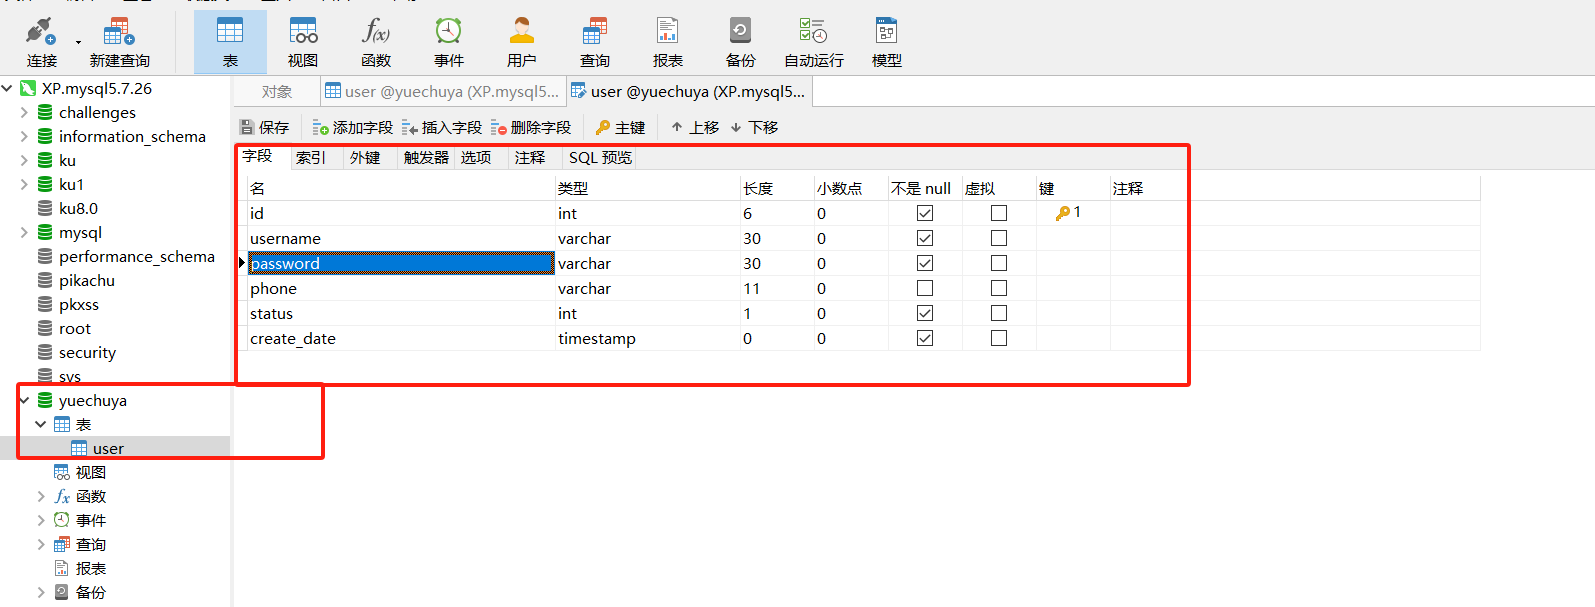 连接 新建查询 表 视图 函数 事件 用户 查询 报表 备份 自动运行 模型
XP.mysql5.7.26
challenges
information_schema
ku
ku1
ku8.0
mysql
performance_schema
pikachu
pkxss
root
security
sys
yuechuya
表
user
视图
函数
事件
查询
报表
备份
对象 user @yuechuya (XP.mysql5... user @yuechuya (XP.mysql5...
保存 添加字段 插入字段 删除字段 主键 上移 下移
字段 索引 外键 触发器 选项 注释 SQL 预览
名 类型 长度 小数点 不是 null 虚拟 键 注释
id int 6 0 1
username varchar 30 0
password varchar 30 0
phone varchar 11 0
status int 1 0
create_date timestamp 0 0